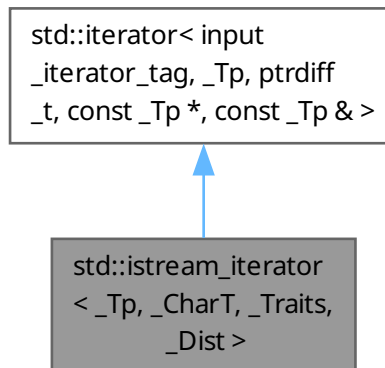 std::iterator< input
_iterator_tag, _Tp, ptrdiff
_t, const _Tp *, const _Tp & >
std::istream_iterator
< _Tp, _CharT, _Traits,
_Dist >